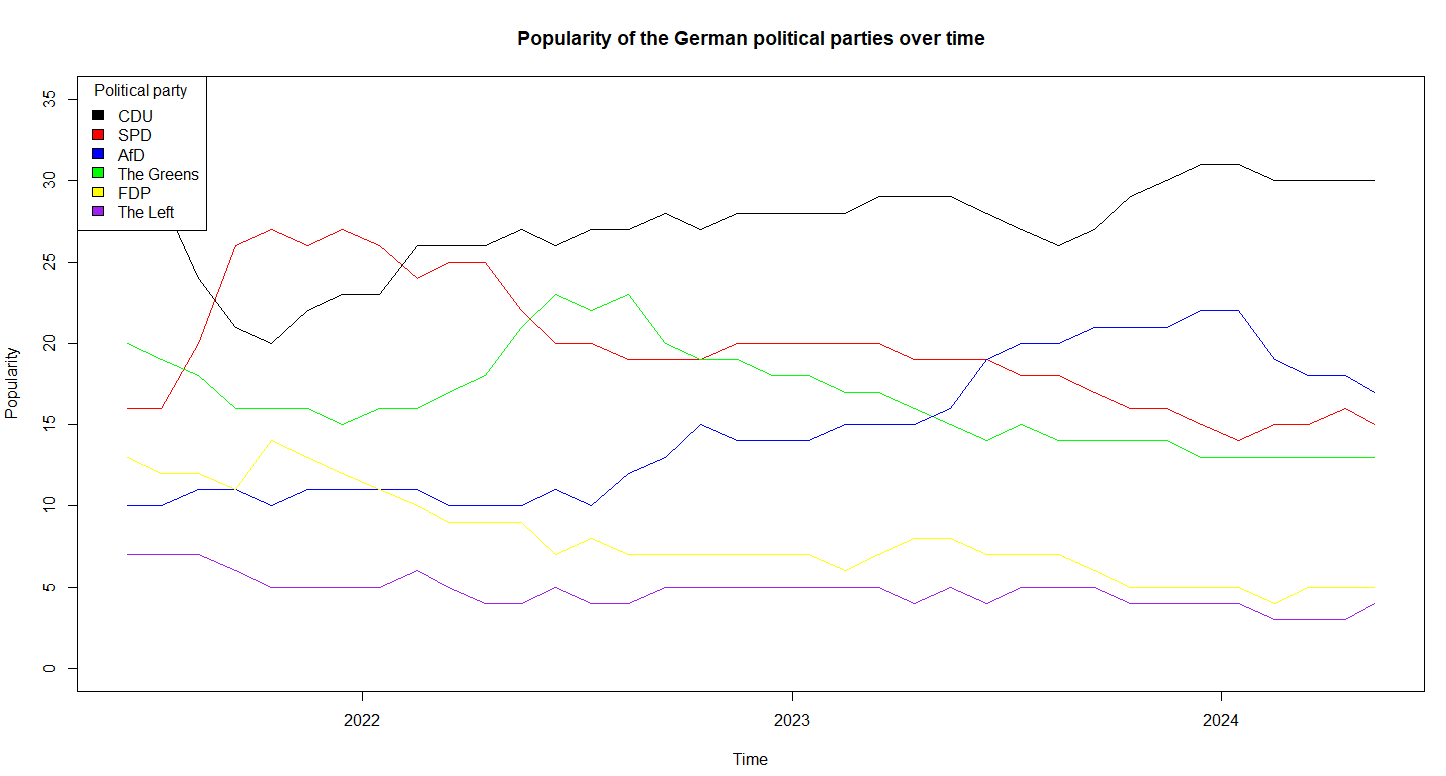 Popularity of the German political parties over time
Political party
CDU
SPD
AfD
The Greens
FDP
The Left
35
30
25
20
15
10
5
0
Popularity
2022 2023 2024
Time